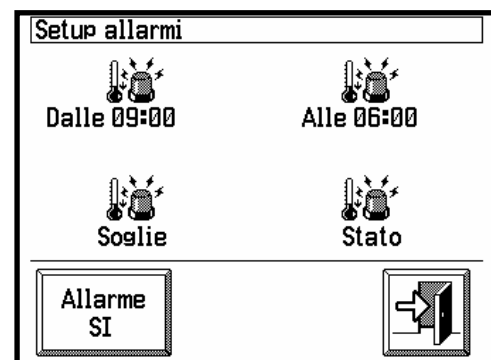 Setup allarmi
Dalle 09:00
Alle 06:00
Soglie
Stato
Allarme
SI